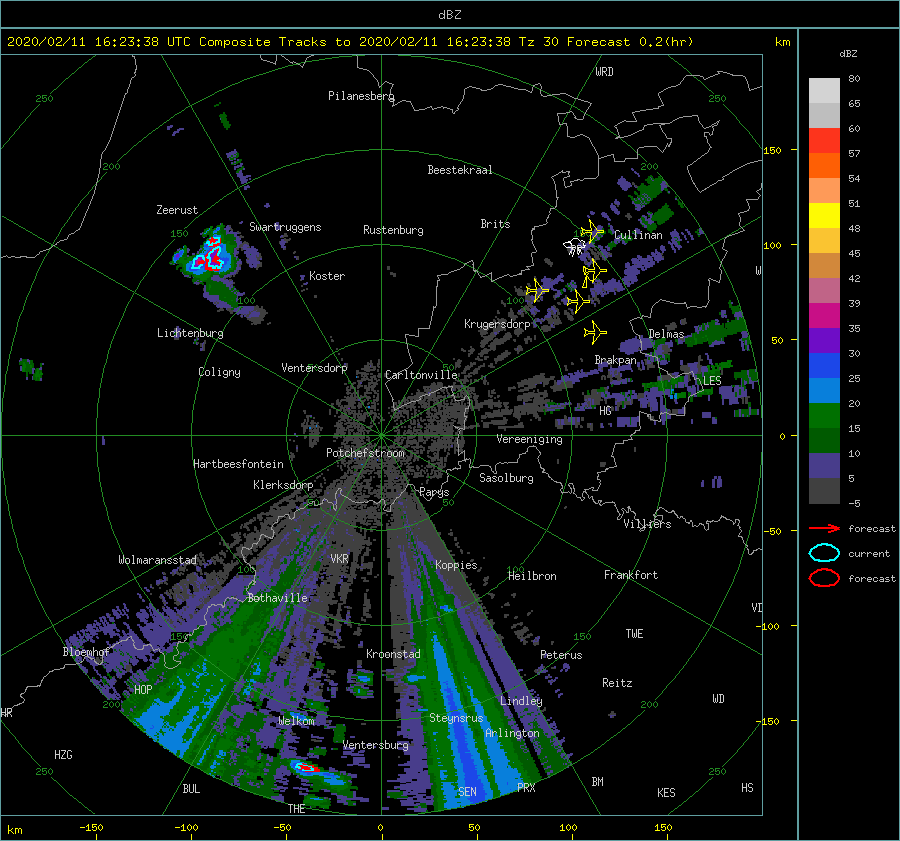 dBZ
2020/02/11 16:23:38 UTC Composite Tracks to 2020/02/11 16:23:38 Tz 30 Forecast 0.2(hr)
km
dBZ
WRD
80
250
Pilanesberg
250
65
60
150
57
200
Beestekraal
200
54
Zeerust
51
Swartruggens
Rustenburg
Brits
150
Cullinan
48
100
45
Koster
42
100
100
39
Lichtenburg
Krugersdorp
Delmas
35
50
30
Coligny
Ventersdorp
Carltonville
50
Brakpan
LES
25
HG
20
Vereeniging
0
15
Potchefstroom
Hartbeesfontein
10
Klerksdorp
Sasolburg
5
Parys
50
50
-5
Villiers
forecast
-50
current
Wolmaransstad
VKR
Koppies
100
100
Heilbron
Frankfort
forecast
Bothaville
VD
-100
150
150
TWE
Bloemhof
Kroonstad
Peterus
HOP
Reitz
200
Lindley
200
WD
HR
Welkom
Steynsrus
-150
Arlington
HZG
Ventersburg
250
250
BUL
SEN
PRX
BM
KES
HS
THE
km
-150
-100
-50
0
50
100
150